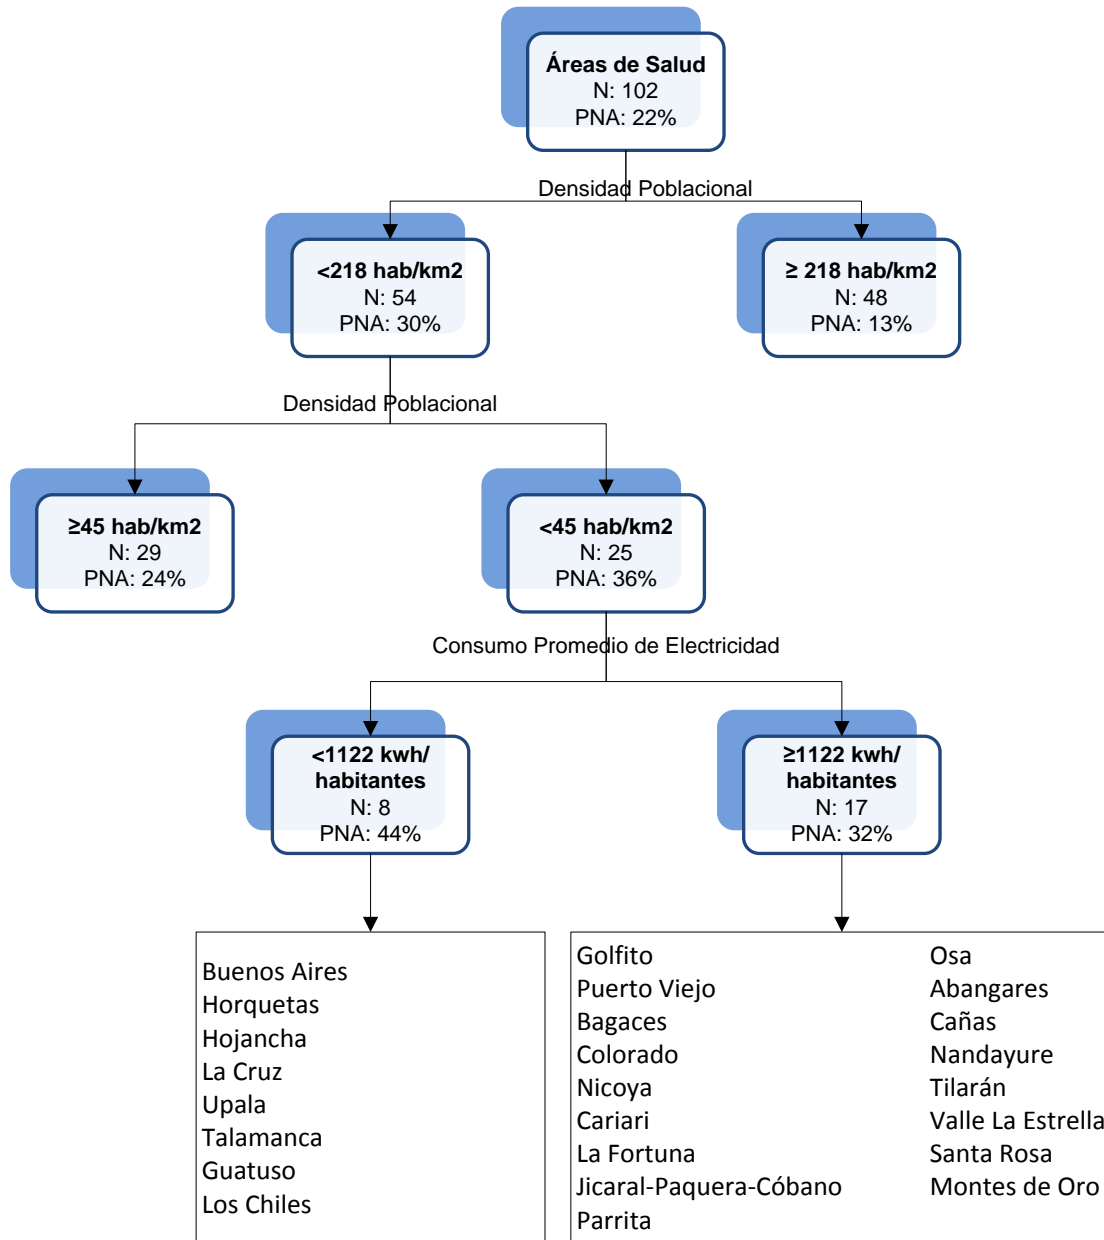 Áreas de Salud
N: 102
PNA: 22%
Densidad Poblacional
<218 hab/km2
N: 54
PNA: 30%
≥ 218 hab/km2
N: 48
PNA: 13%
Densidad Poblacional
≥45 hab/km2
N: 29
PNA: 24%
<45 hab/km2
N: 25
PNA: 36%
Consumo Promedio de Electricidad
<1122 kwh/
habitantes
N: 8
PNA: 44%
≥1122 kwh/
habitantes
N: 17
PNA: 32%
Buenos Aires
Horquetas
Hojancha
La Cruz
Upala
Talamanca
Guatuso
Los Chiles
Golfito
Puerto Viejo
Bagaces
Colorado
Nicoya
Cariari
La Fortuna
Jicaral-Paquera-Cóbano
Parrita
Osa
Abangares
Cañas
Nandayure
Tilarán
Valle La Estrella
Santa Rosa
Montes de Oro